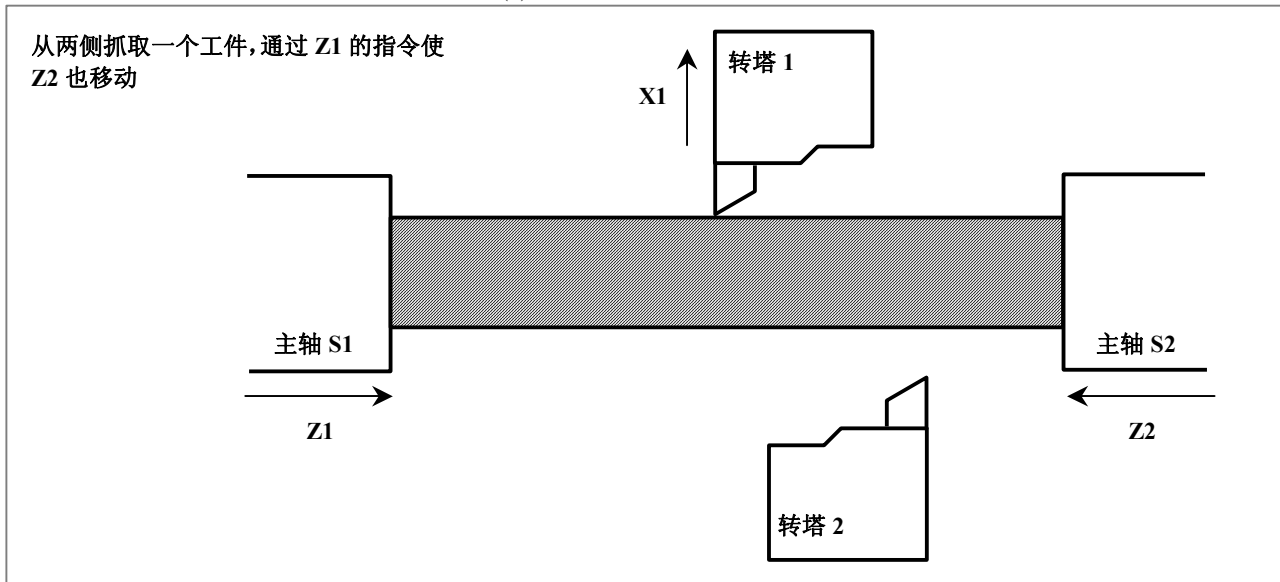 从两侧抓取一个工件，通过 Z1 的指令使
Z2 也移动
转塔 1
X1
主轴 S1
主轴 S2
Z1
Z2
转塔 2